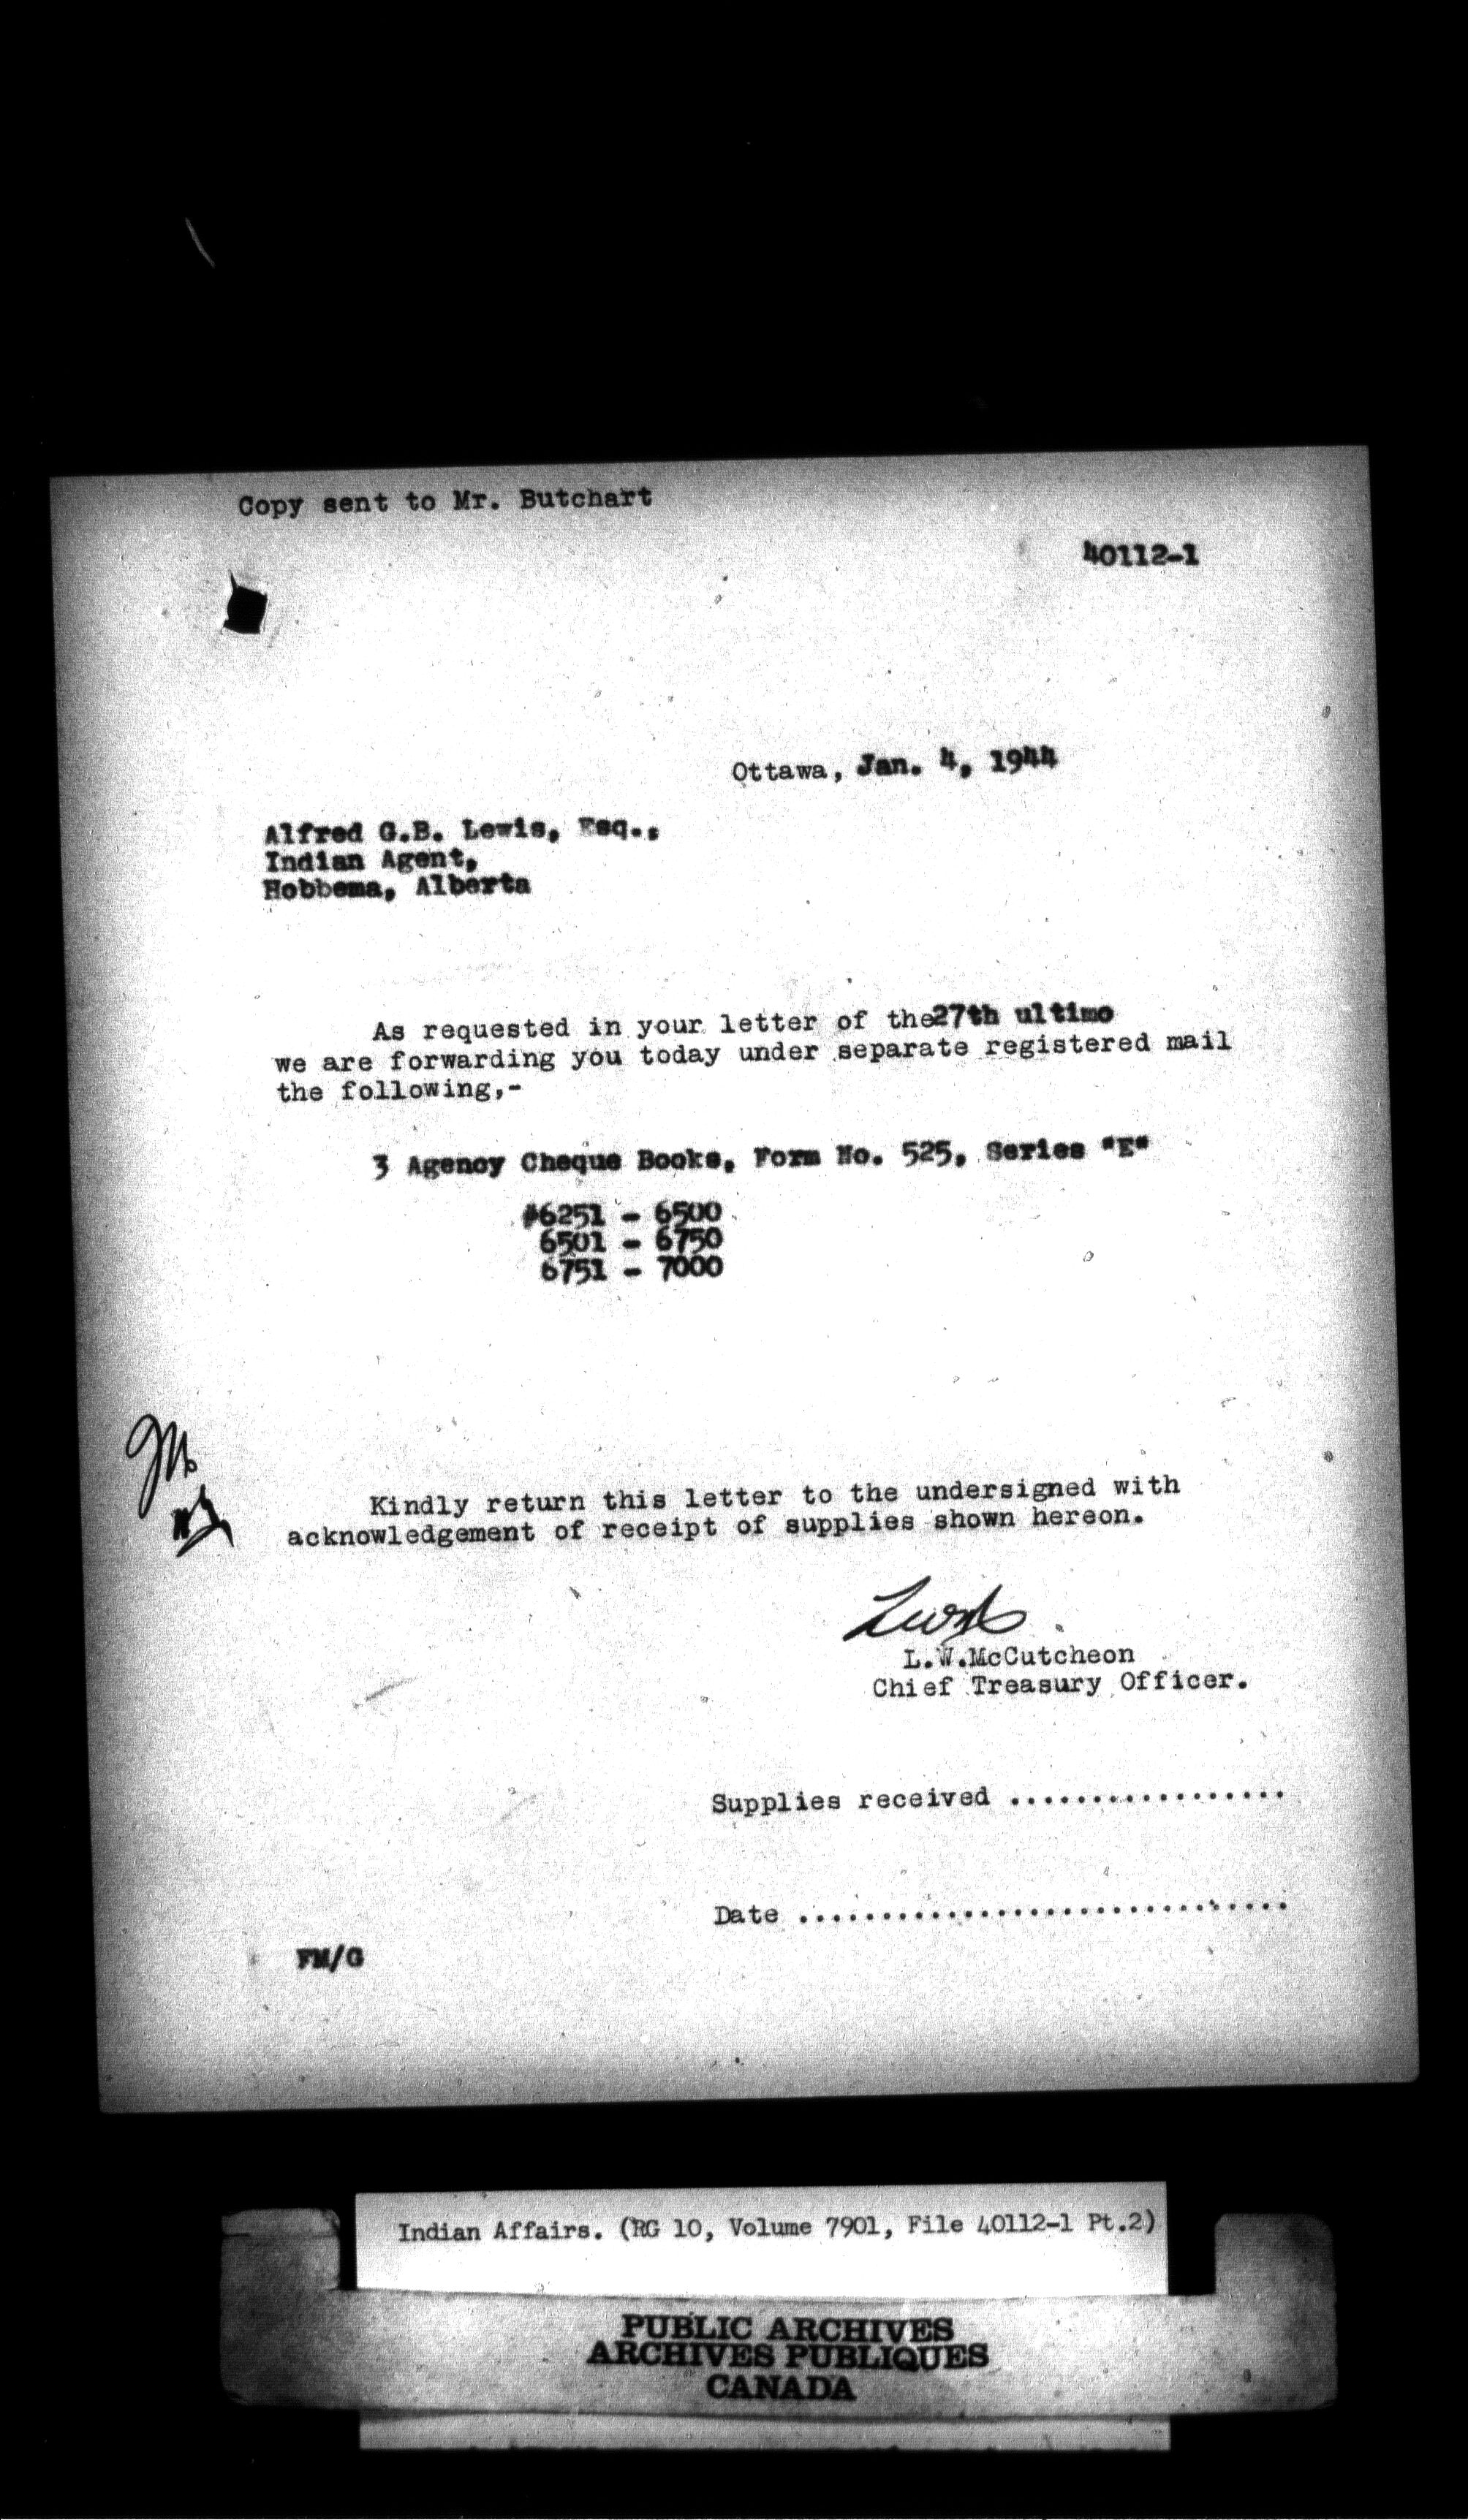 Copy sent to Mr. Butchart
40112-1
Ottawa, Jan. 4, 1944
Alfred G.B. Lewis, Esq.,
Indian Agent,
Hobbema, Alberta
As requested in your letter of the 27th ultimo
we are forwarding you today under separate registered mail
the following,-
3 Agency Cheque Books, Form No. 525, Series "E"
#6251 - 6500
6501 - 6750
6751 - 7000
Kindly return this letter to the undersigned with
acknowledgement of receipt of supplies shown hereon.
L.W.McCutcheon
Chief Treasury Officer.
Supplies received .................
Date ..............................
FM/G
Indian Affairs. (RG 10, Volume 7901, File 40112-1 Pt.2)
PUBLIC ARCHIVES
ARCHIVES PUBLIQUES
CANADA